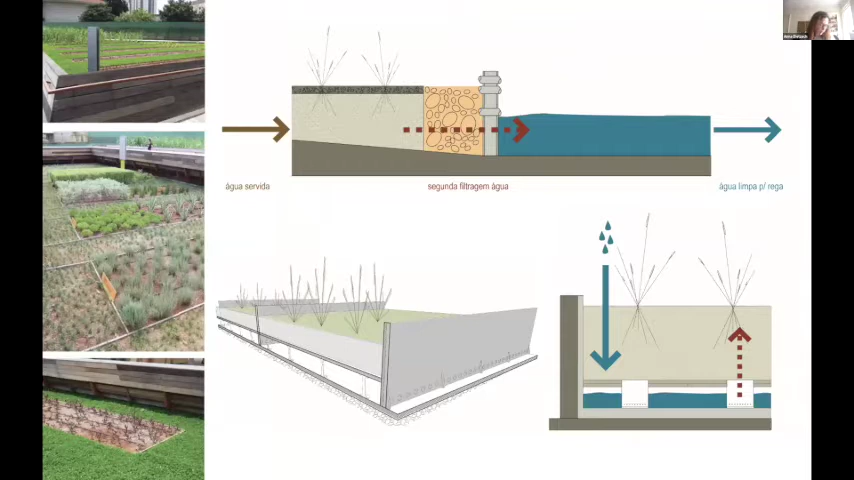 água servida
segunda filtragem água
água limpa p/ rega